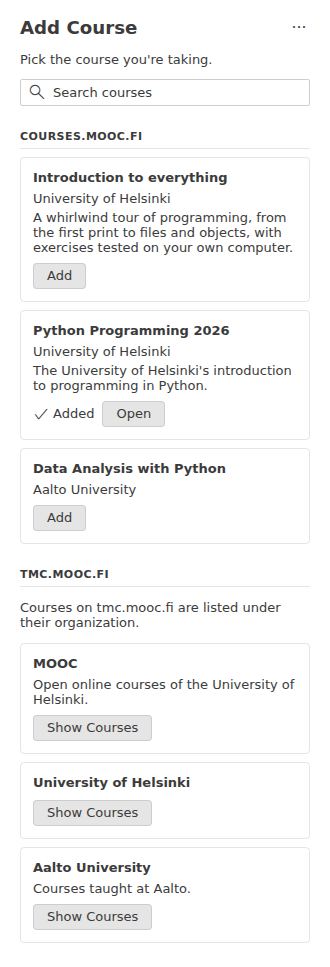 Add Course
Pick the course you're taking.
Search courses
COURSES.MOOC.FI
Introduction to everything
University of Helsinki
A whirlwind tour of programming, from
the first print to files and objects, with
exercises tested on your own computer.
Add
Python Programming 2026
University of Helsinki
The University of Helsinki's introduction
to programming in Python.
Added Open
Data Analysis with Python
Aalto University
Add
TMC.MOOC.FI
Courses on tmc.mooc.fi are listed under
their organization.
MOOC
Open online courses of the University of
Helsinki.
Show Courses
University of Helsinki
Show Courses
Aalto University
Courses taught at Aalto.
Show Courses